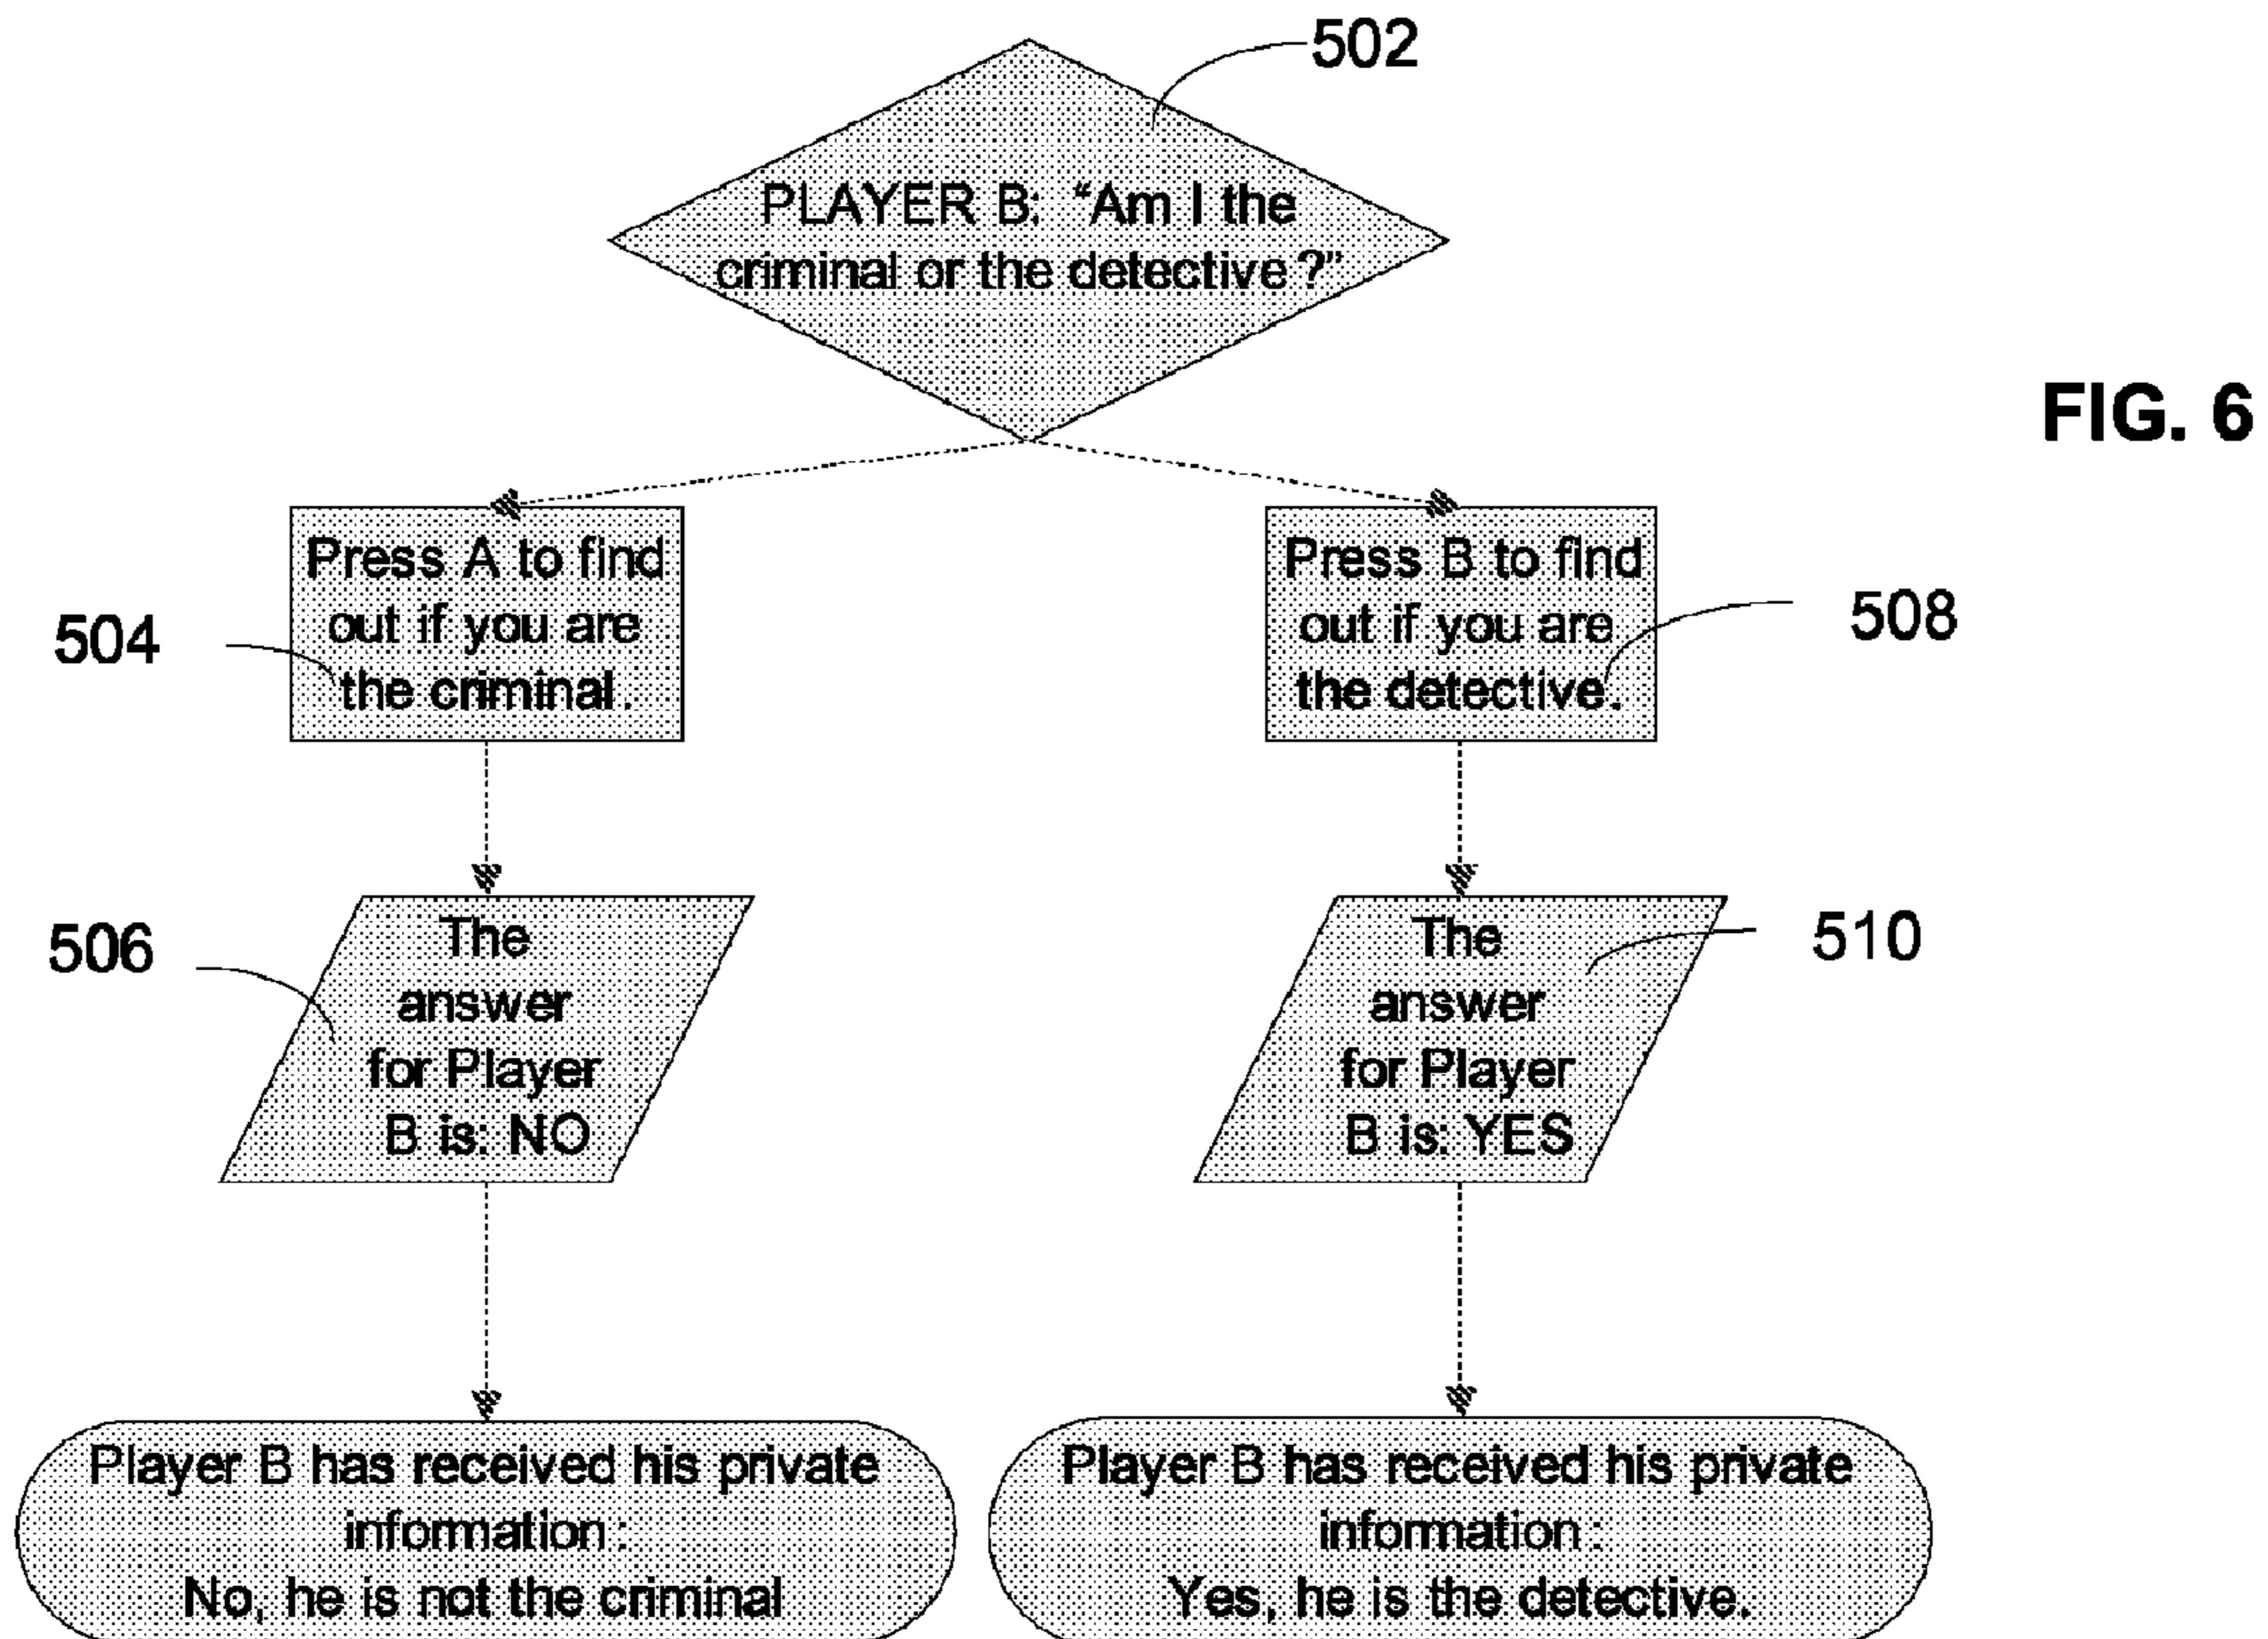 502
PLAYER B: “Am I the
criminal or the detective?”
FIG. 6
Press A to find
out if you are
the criminal.
504
Press B to find
out if you are
the detective.
508
The
answer
for Player
B is: NO
506
The
answer
for Player
B is: YES
510
Player B has received his private
information:
No, he is not the criminal
Player B has received his private
information:
Yes, he is the detective.